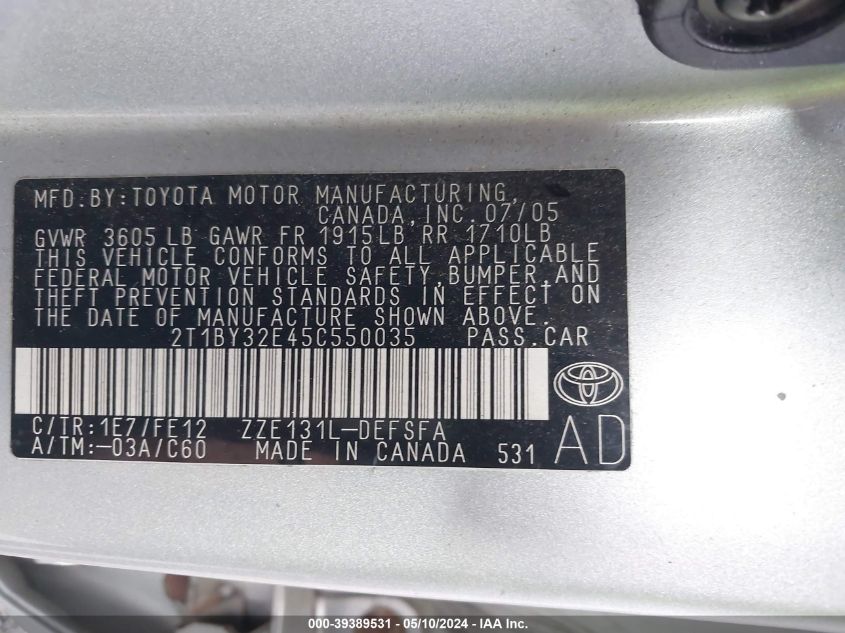 MFD.BY:TOYOTA MOTOR MANUFACTURING,
CANADA,INC.07/05
GVWR 3605LB GAWR FR 1915LB RR 1710LB
THIS VEHICLE CONFORMS TO ALL APPLICABLE
FEDERAL MOTOR VEHICLE SAFETY,BUMPER,AND
THEFT PREVENTION STANDARDS IN EFFECT ON
THE DATE OF MANUFACTURE SHOWN ABOVE.
2T1BY32E45C550035 PASS.CAR
C/TR:1E7/FE12 ZZE131L-DEFSFA
A/TM:-03A/C60 MADE IN CANADA 531
AD
000-39389531 - 05/10/2024 - IAA Inc.